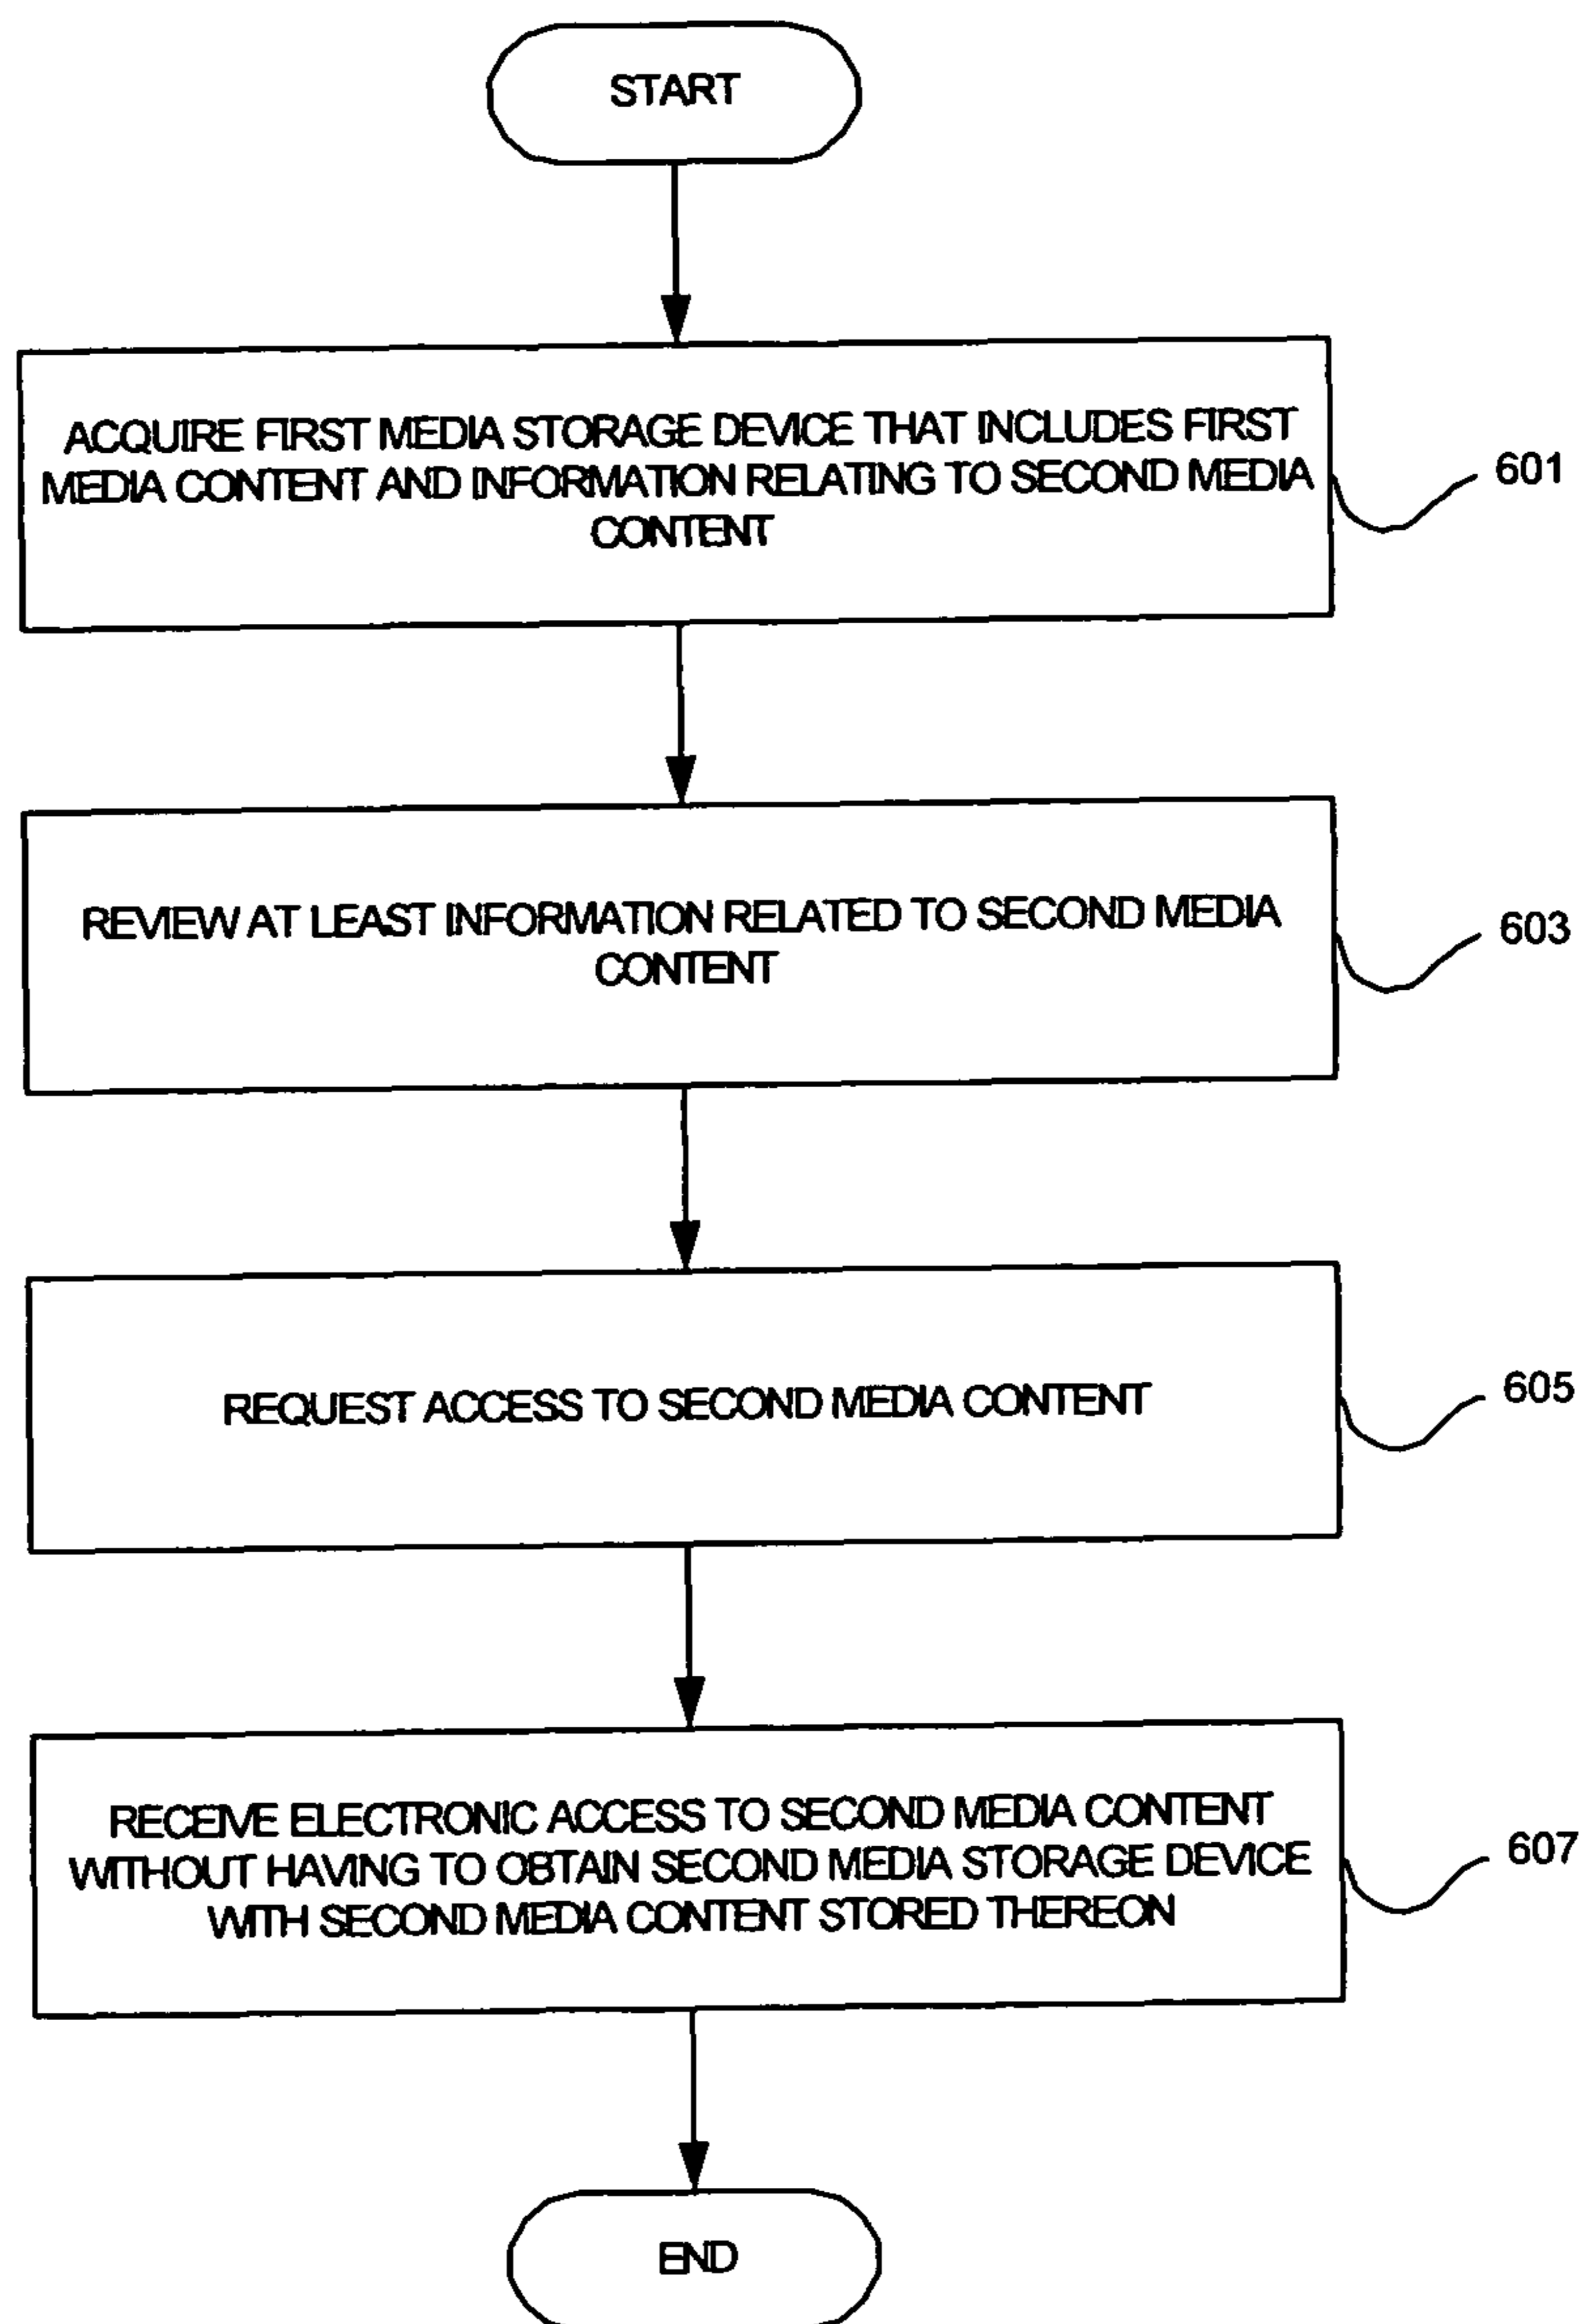 START
ACQUIRE FIRST MEDIA STORAGE DEVICE THAT INCLUDES FIRST
MEDIA CONTENT AND INFORMATION RELATING TO SECOND MEDIA
CONTENT
601
REVIEW AT LEAST INFORMATION RELATED TO SECOND MEDIA
CONTENT
603
REQUEST ACCESS TO SECOND MEDIA CONTENT
605
RECEIVE ELECTRONIC ACCESS TO SECOND MEDIA CONTENT
WITHOUT HAVING TO OBTAIN SECOND MEDIA STORAGE DEVICE
WITH SECOND MEDIA CONTENT STORED THEREON
607
END